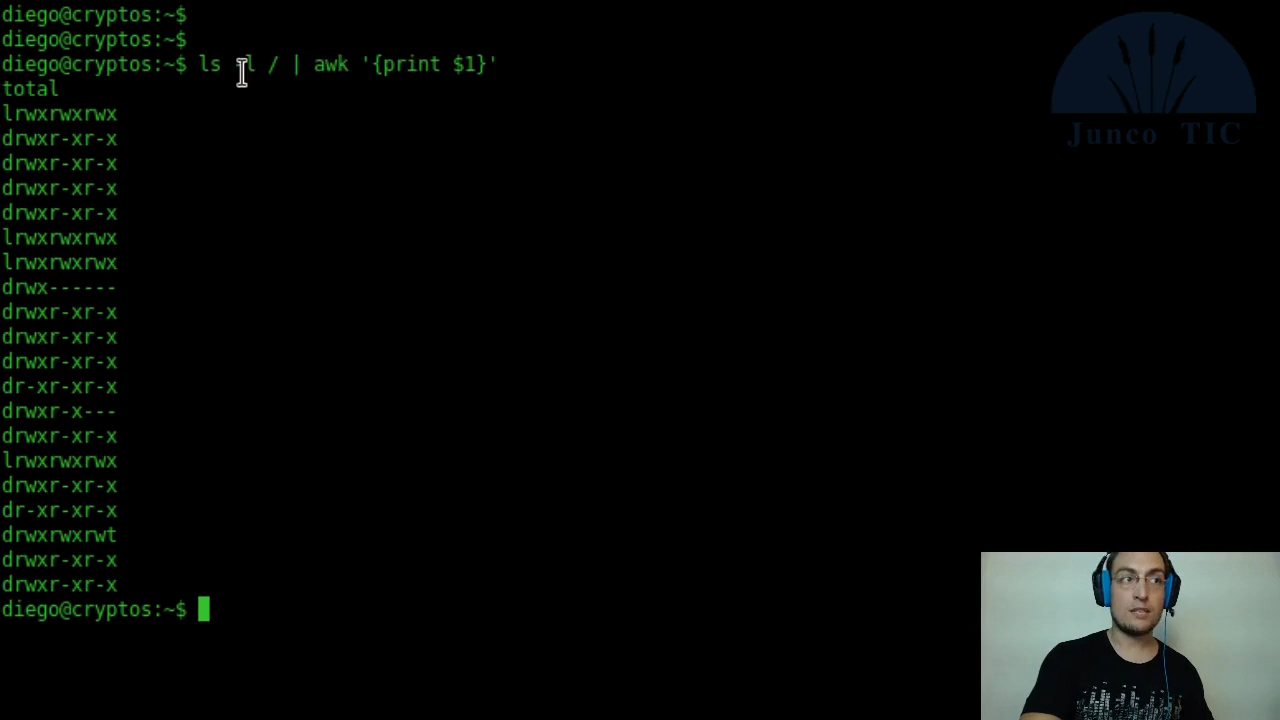 diego@cryptos:~$
diego@cryptos:~$
diego@cryptos:~$ ls -l / | awk '{print $1}'
total
lrwxrwxrwx
drwxr-xr-x
drwxr-xr-x
drwxr-xr-x
drwxr-xr-x
lrwxrwxrwx
lrwxrwxrwx
drwx------
drwxr-xr-x
drwxr-xr-x
drwxr-xr-x
dr-xr-xr-x
drwxr-x---
drwxr-xr-x
lrwxrwxrwx
drwxr-xr-x
dr-xr-xr-x
drwxrwxrwt
drwxr-xr-x
drwxr-xr-x
diego@cryptos:~$
Junco TIC